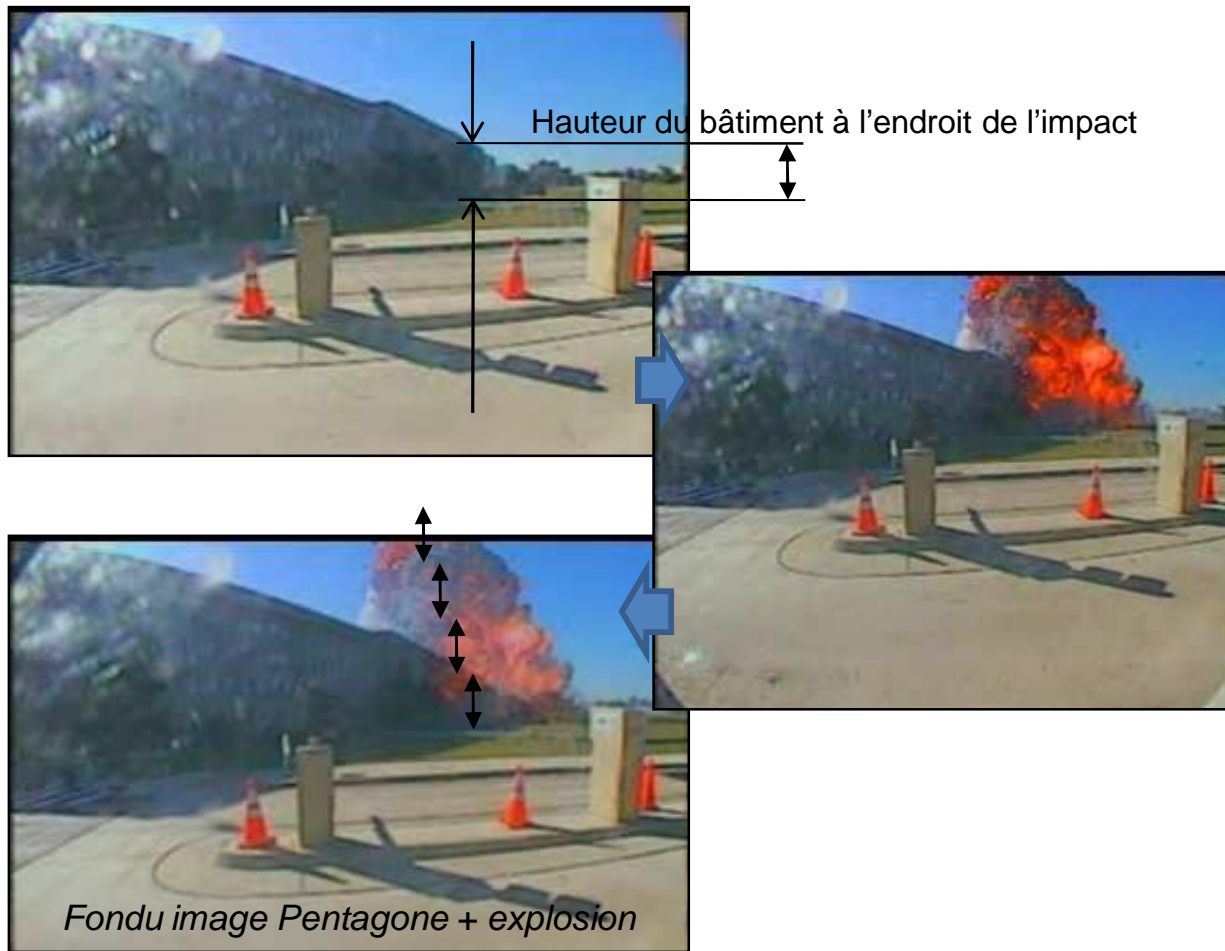 Hauteur du bâtiment à l’endroit de l’impact
Fondu image Pentagone + explosion